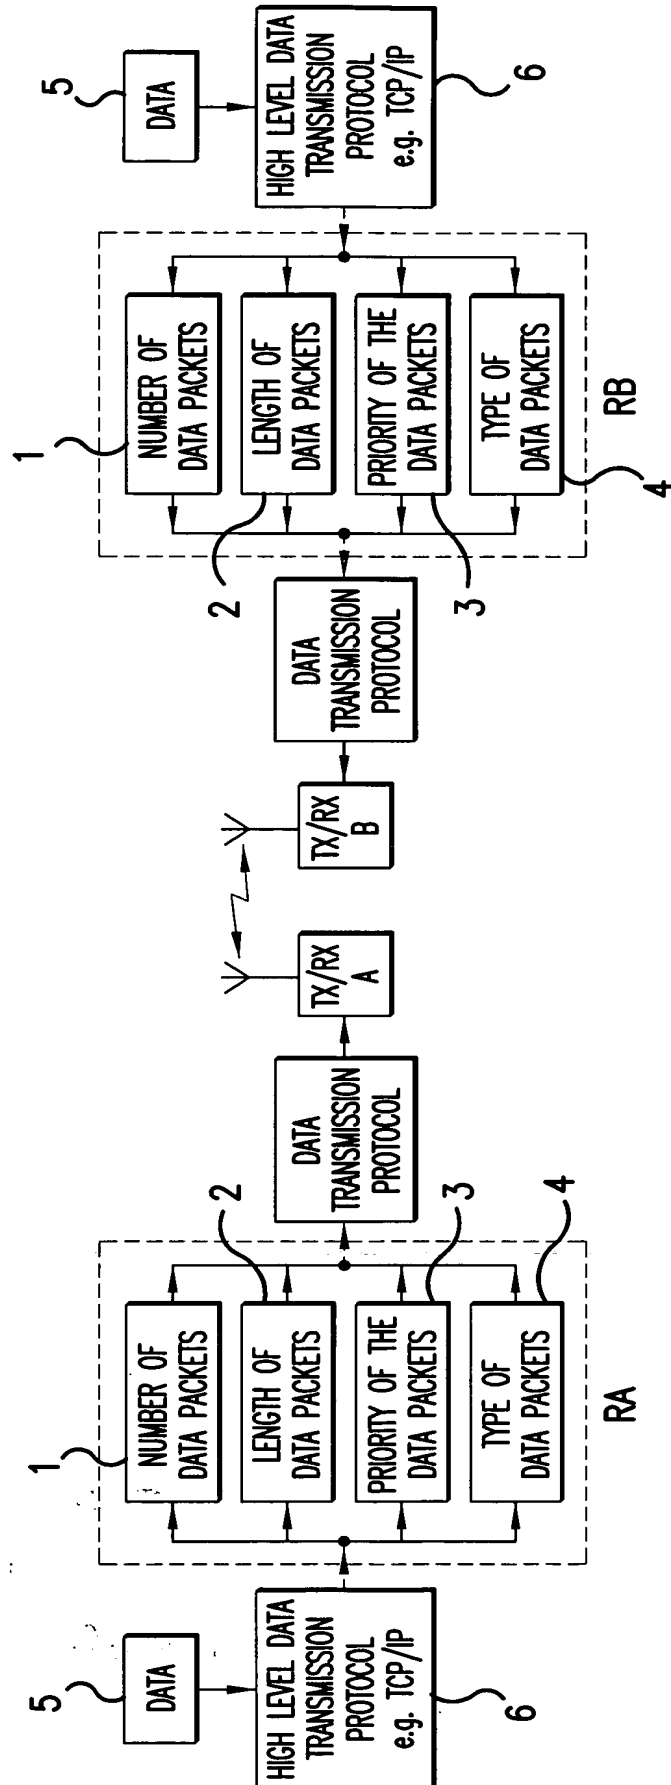 5
DATA
HIGH LEVEL DATA
TRANSMISSION
PROTOCOL
e.g. TCP/IP
6
1
NUMBER OF
DATA PACKETS
2
LENGTH OF
DATA PACKETS
PRIORITY OF THE
DATA PACKETS
3
TYPE OF
DATA PACKETS
4
RA
DATA
TRANSMISSION
PROTOCOL
TX/RX
A
TX/RX
B
DATA
TRANSMISSION
PROTOCOL
1
NUMBER OF
DATA PACKETS
2
LENGTH OF
DATA PACKETS
PRIORITY OF THE
DATA PACKETS
3
TYPE OF
DATA PACKETS
4
RB
5
DATA
HIGH LEVEL DATA
TRANSMISSION
PROTOCOL
e.g. TCP/IP
6